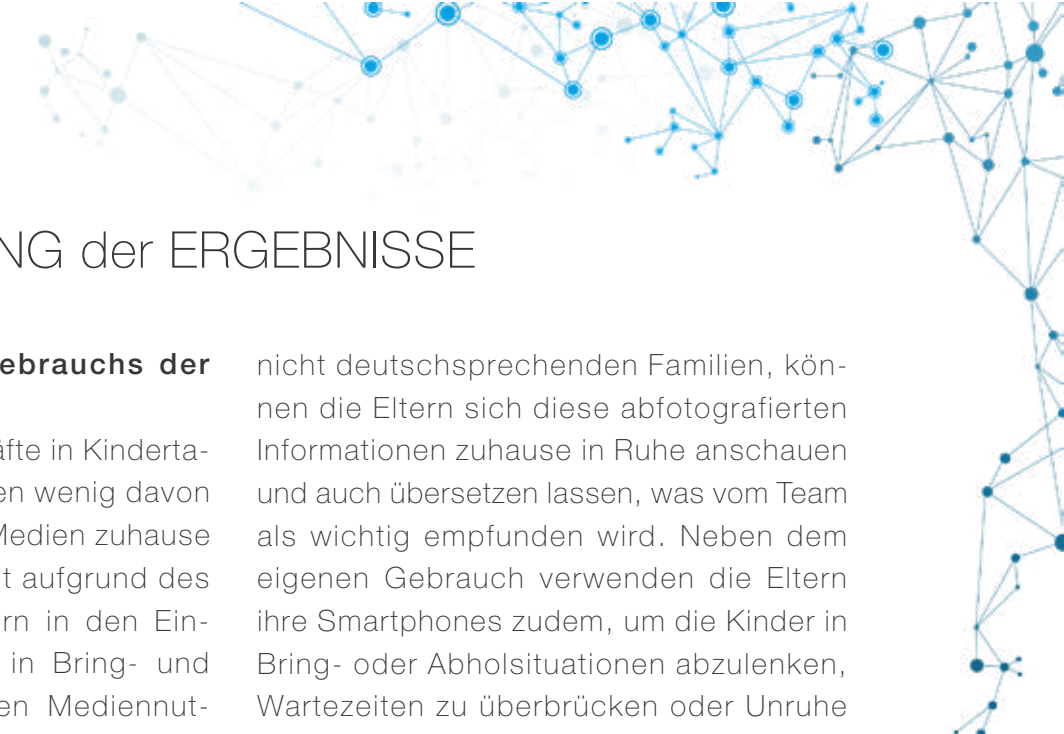 NG der ERGEBNISSE
ebrauchs der
äfte in Kinderta-
en wenig davon
Medien zuhause
t aufgrund des
rn in den Ein-
in Bring- und
en Mediennut-
nicht deutschsprechenden Familien, kön-
nen die Eltern sich diese abfotografierten
Informationen zuhause in Ruhe anschauen
und auch übersetzen lassen, was vom Team
als wichtig empfunden wird. Neben dem
eigenen Gebrauch verwenden die Eltern
ihre Smartphones zudem, um die Kinder in
Bring- oder Abholsituationen abzulenken,
Wartezeiten zu überbrücken oder Unruhe